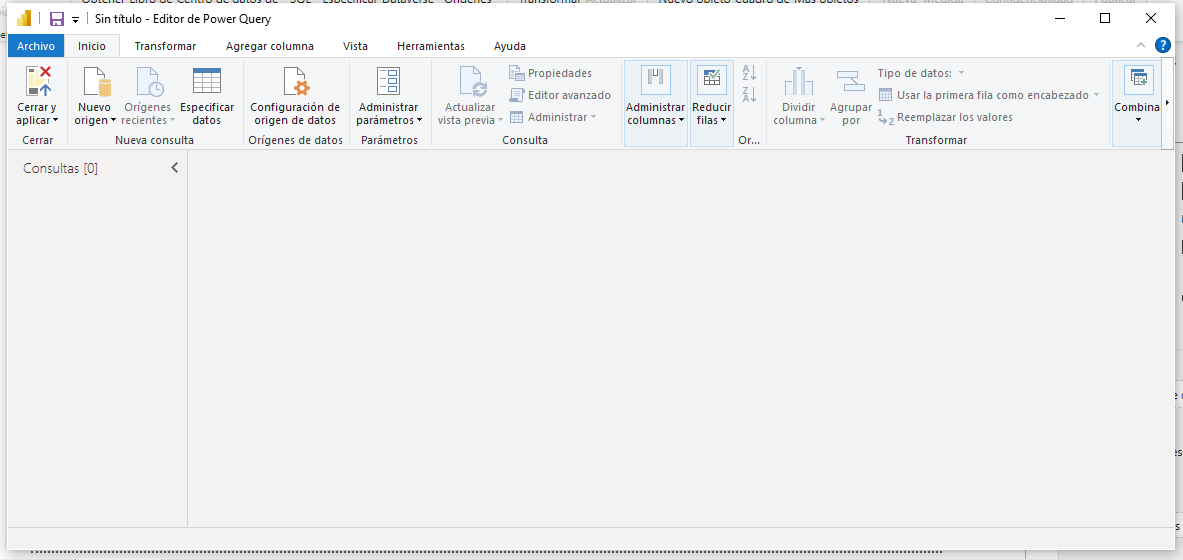 Sin título - Editor de Power Query
Archivo Inicio Transformar Agregar columna Vista Herramientas Ayuda
Cerrar y aplicar
Nuevo origen
Orígenes recientes
Especificar datos
Configuración de origen de datos
Administrar parámetros
Actualizar vista previa
Propiedades
Editor avanzado
Administrar
Administrar columnas
Reducir filas
Dividir columna
Agrupar por
Tipo de datos:
Usar la primera fila como encabezado
Reemplazar los valores
Combina
Cerrar
Nueva consulta
Orígenes de datos
Parámetros
Consulta
Or...
Transformar
Consultas [0]